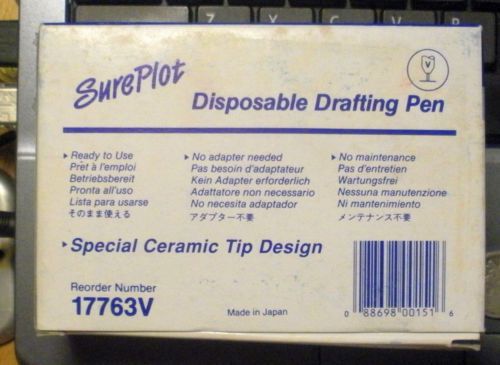 Z X C V B N M
SurePlot
V
Disposable Drafting Pen
▸ Ready to Use
Prêt à l'emploi
Betriebsbereit
Pronta all'uso
Lista para usarse
そのまま使える
▸ No adapter needed
Pas besoin d'adaptateur
Kein Adapter erforderlich
Adattatore non necessario
No necesita adaptador
アダプター不要
▸ No maintenance
Pas d'entretien
Wartungsfrei
Nessuna manutenzione
Ni mantenimiento
メンテナンス不要
▸ Special Ceramic Tip Design
Reorder Number
17763V
Made in Japan
0 88698 00151 6